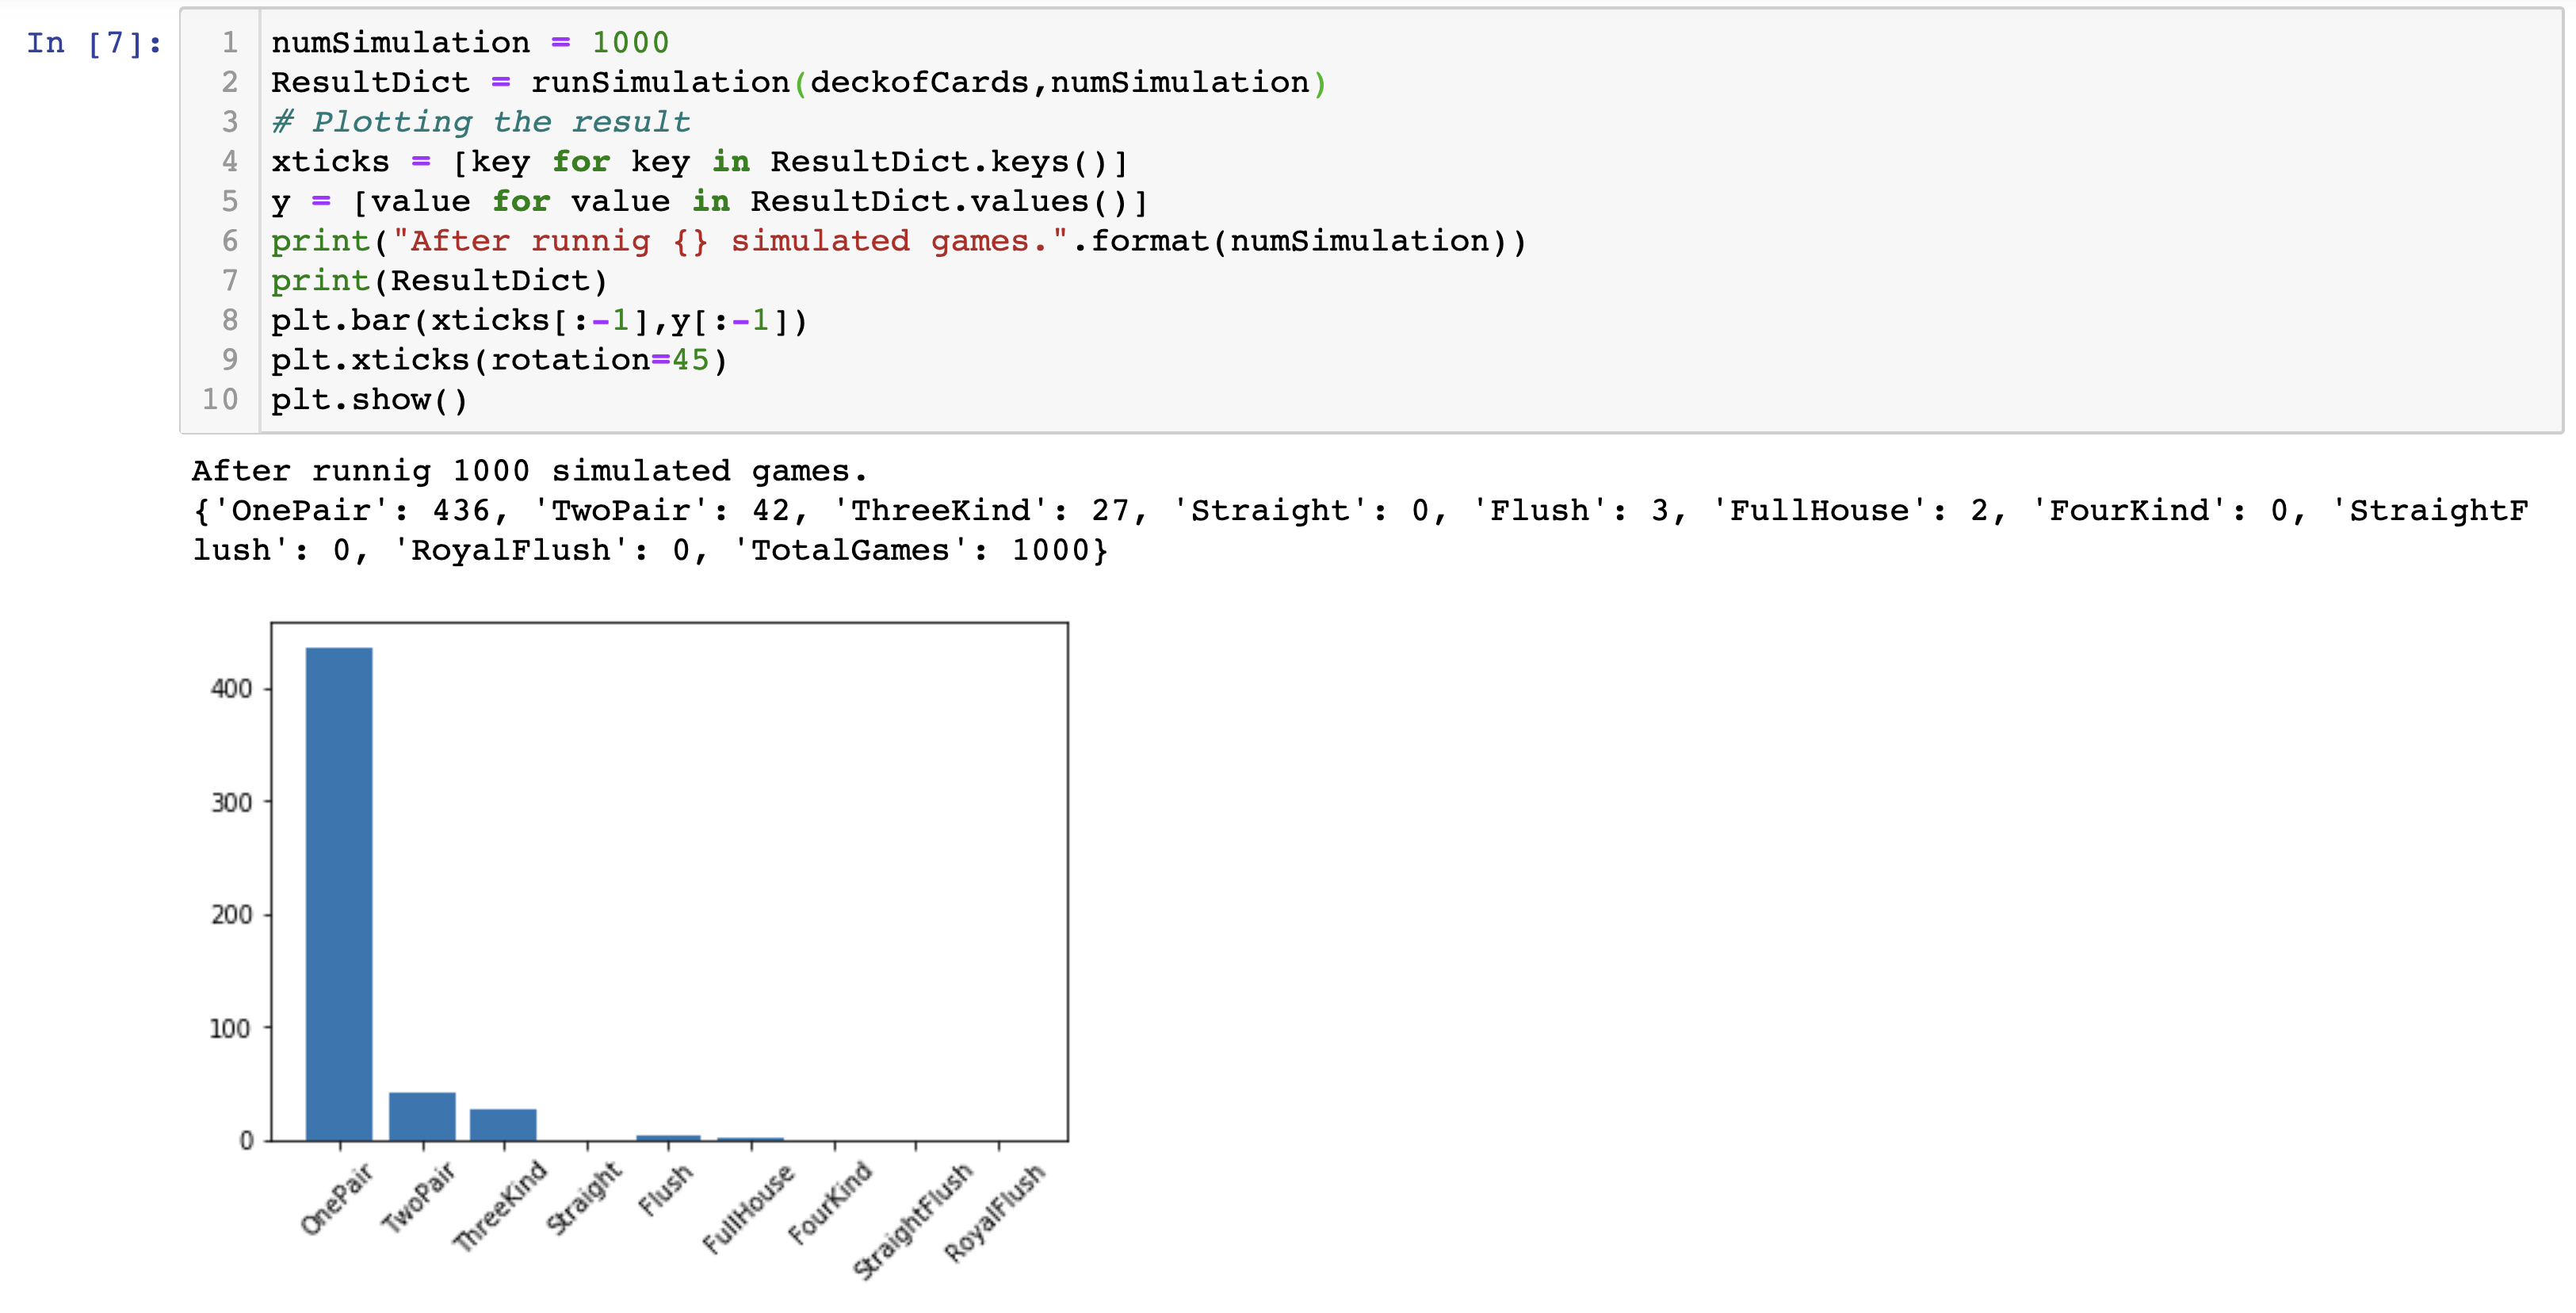 In [7]:
1 numSimulation = 1000
2 ResultDict = runSimulation(deckofCards,numSimulation)
3 # Plotting the result
4 xticks = [key for key in ResultDict.keys()]
5 y = [value for value in ResultDict.values()]
6 print("After runnig {} simulated games.".format(numSimulation))
7 print(ResultDict)
8 plt.bar(xticks[:-1],y[:-1])
9 plt.xticks(rotation=45)
10 plt.show()
After runnig 1000 simulated games.
{'OnePair': 436, 'TwoPair': 42, 'ThreeKind': 27, 'Straight': 0, 'Flush': 3, 'FullHouse': 2, 'FourKind': 0, 'StraightF
lush': 0, 'RoyalFlush': 0, 'TotalGames': 1000}
400
300
200
100
0
OnePair
TwoPair
ThreeKind
Straight
Flush
FullHouse
FourKind
StraightFlush
RoyalFlush